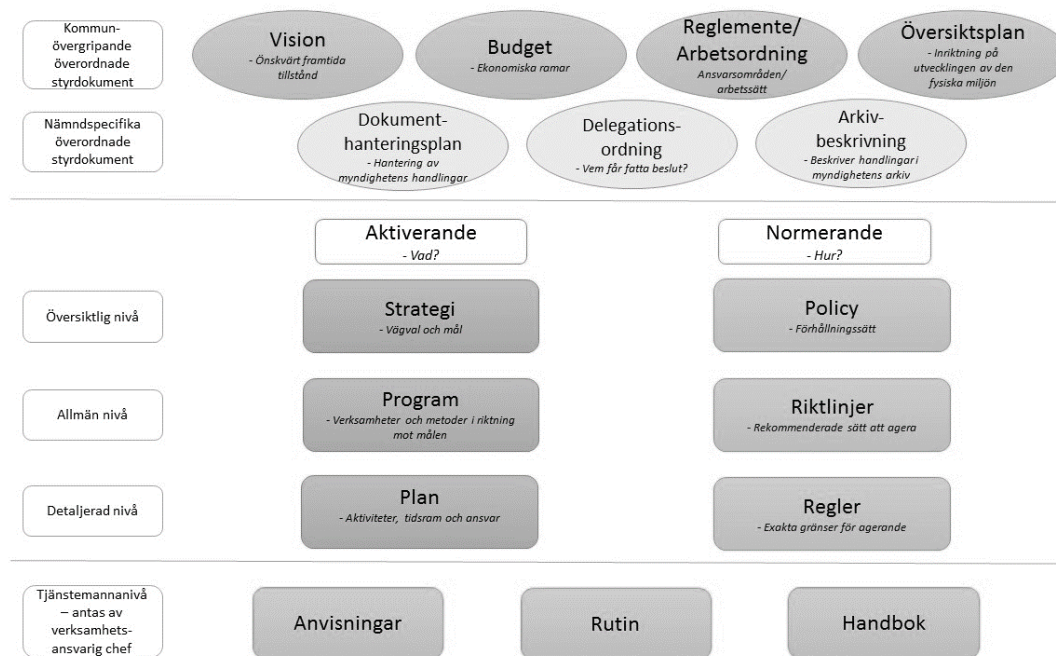 Kommun-
övergripande
överordnade
styrdokument
Vision
- Önskvärt framtida
tillstånd
Budget
- Ekonomiska ramar
Reglemente/
Arbetsordning
Ansvarsområden/
arbetssätt
Översiktsplan
- Inriktning på
utvecklingen av den
fysiska miljön
Nämndspecifika
överordnade
styrdokument
Dokument-
hanteringsplan
- Hantering av
myndighetens handlingar
Delegations-
ordning
- Vem får fatta beslut?
Arkiv-
beskrivning
- Beskriver handlingar i
myndighetens arkiv
Aktiverande
- Vad?
Normerande
- Hur?
Översiktlig nivå
Strategi
- Vägval och mål
Policy
- Förhållningssätt
Allmän nivå
Program
- Verksamheter och metoder i riktning
mot målen
Riktlinjer
- Rekommenderade sätt att agera
Detaljerad nivå
Plan
- Aktiviteter, tidsram och ansvar
Regler
- Exakta gränser för agerande
Tjänstemannanivå
– antas av
verksamhets-
ansvarig chef
Anvisningar
Rutin
Handbok